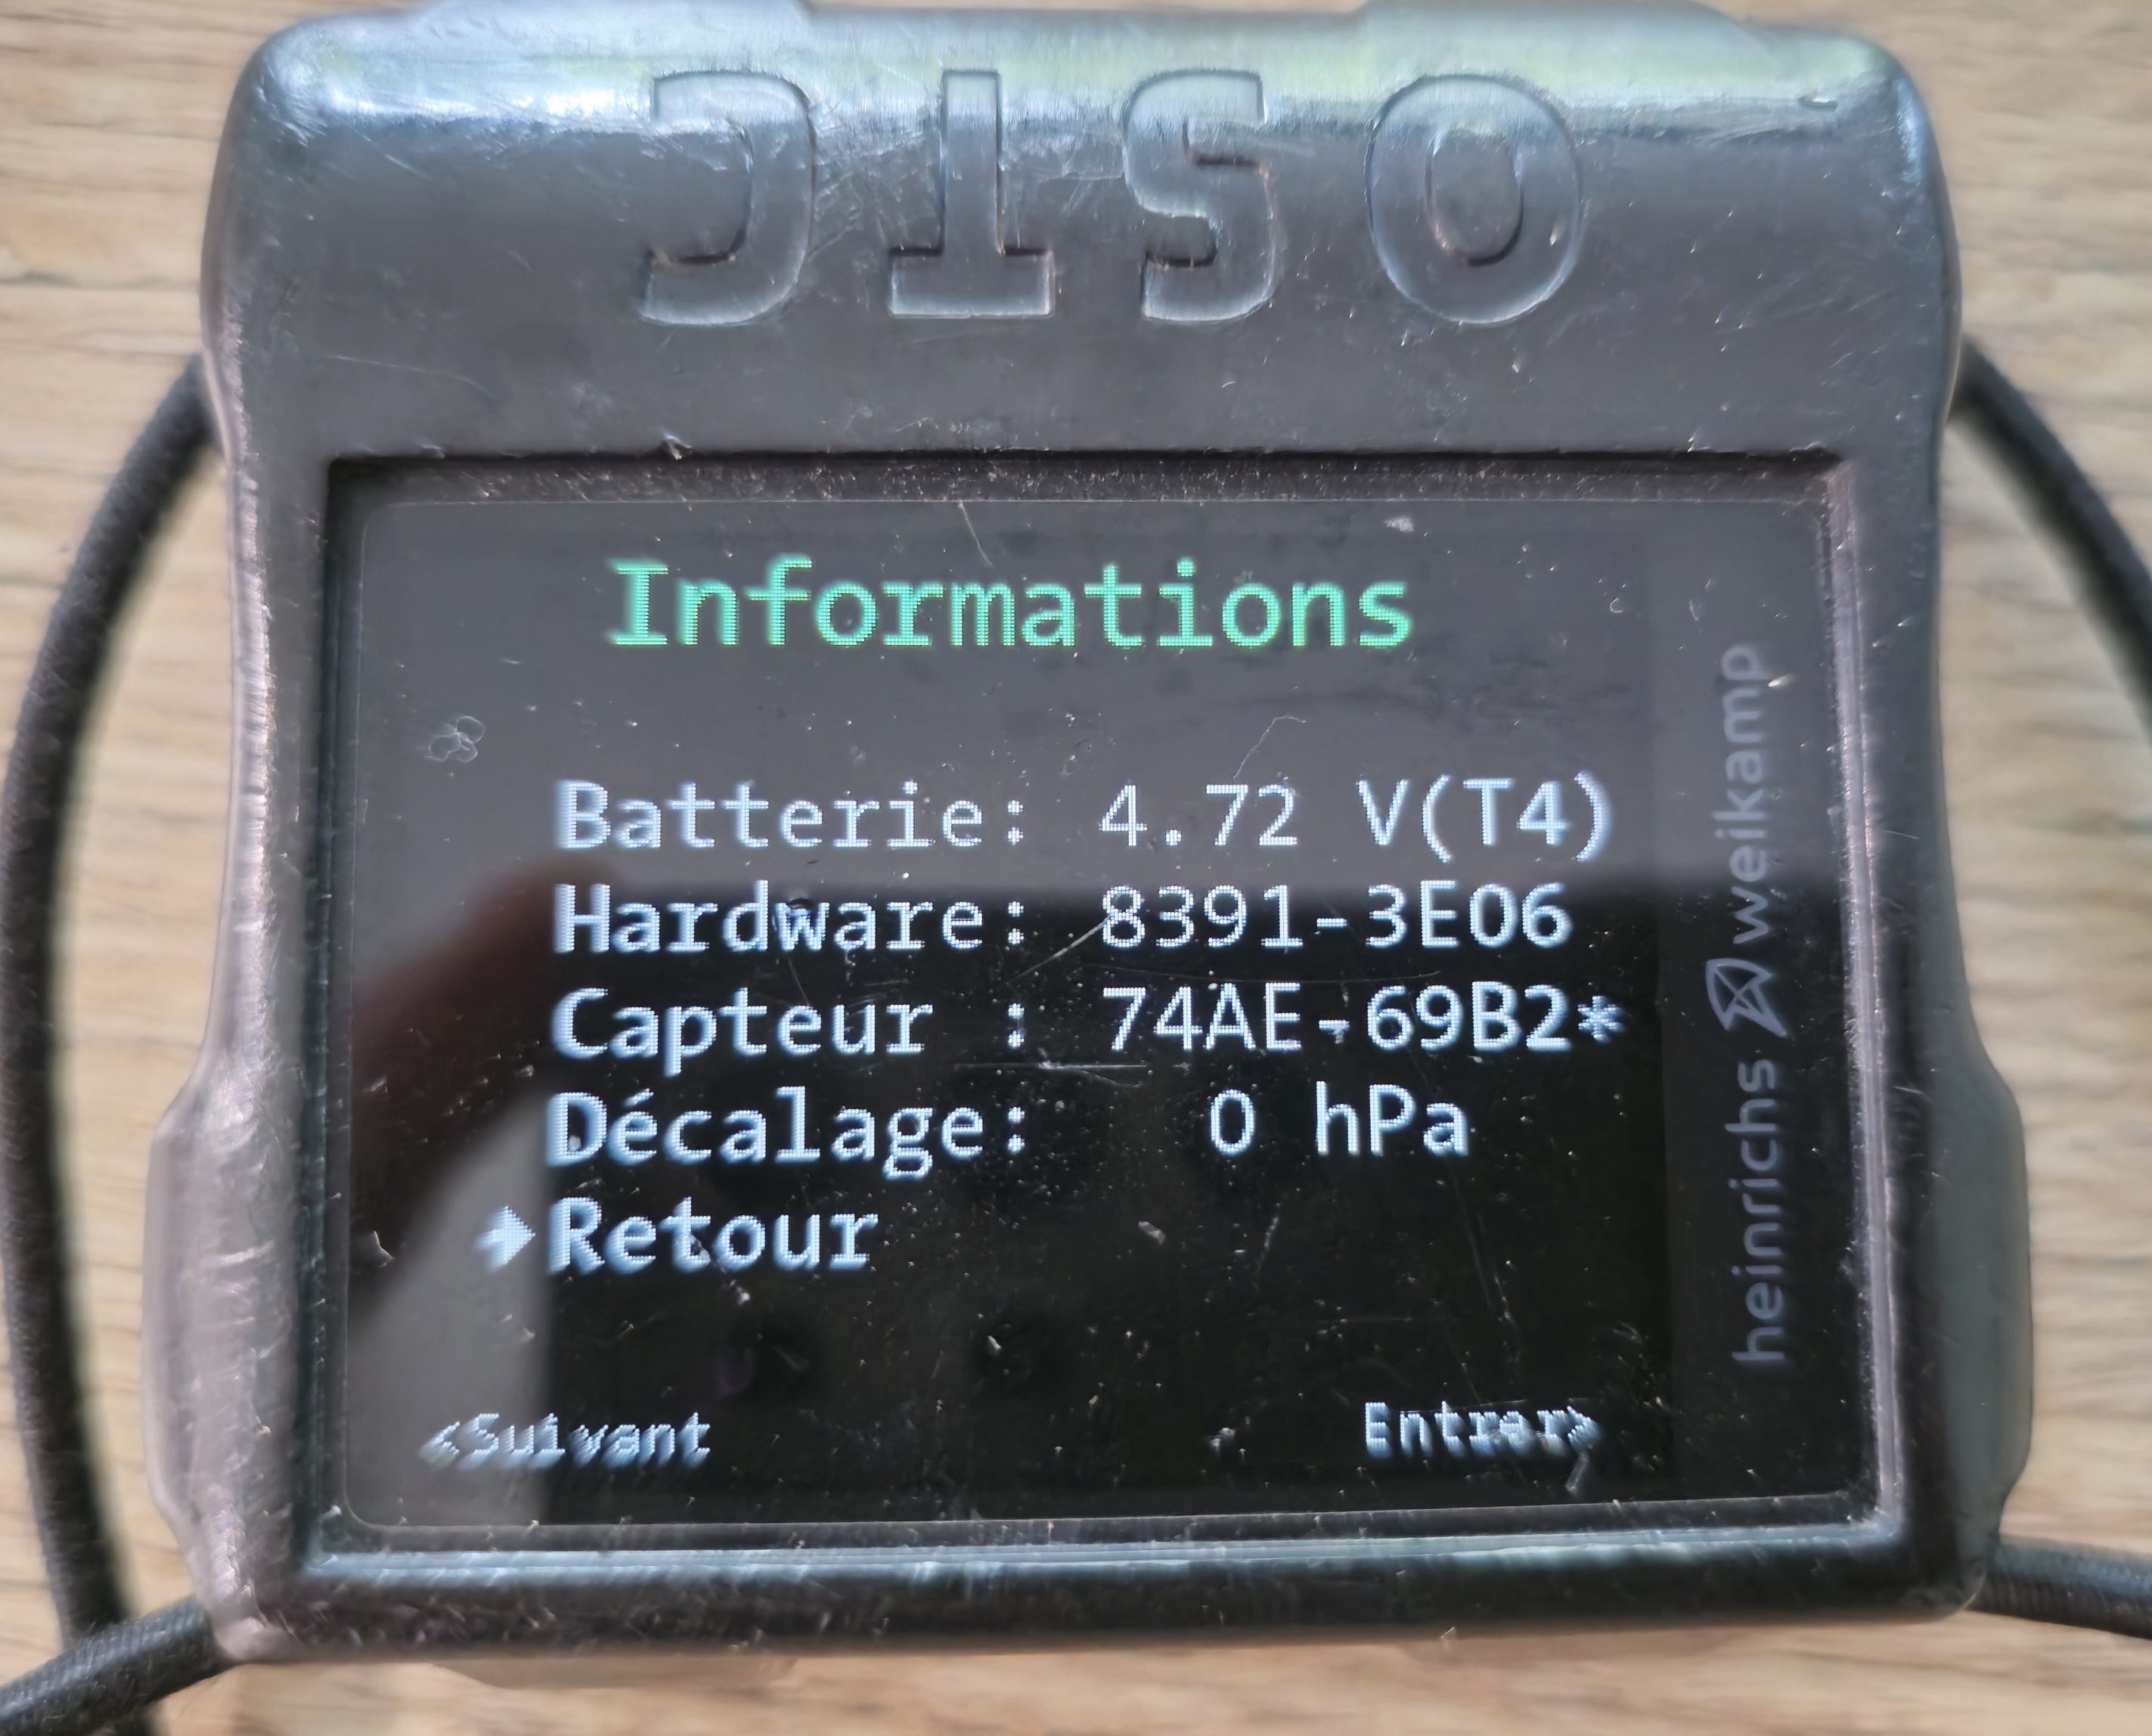 OSTC
Informations
Batterie: 4.72 V(T4)
Hardware: 8391-3E06
Capteur : 74AE-69B2*
Décalage: 0 hPa
→Retour
<Suivant Entrer>
heinrichs weikamp